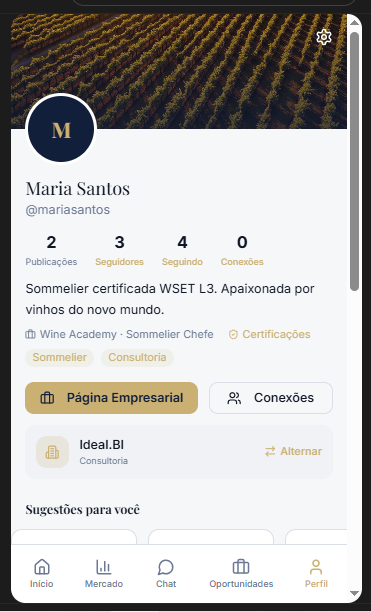 M
Maria Santos
@mariasantos
2 3 4 0
Publicações Seguidores Seguindo Conexões
Sommelier certificada WSET L3. Apaixonada por
vinhos do novo mundo.
Wine Academy · Sommelier Chefe Certificações
Sommelier Consultoria
Página Empresarial Conexões
Ideal.BI
Consultoria
Alternar
Sugestões para você
Início Mercado Chat Oportunidades Perfil